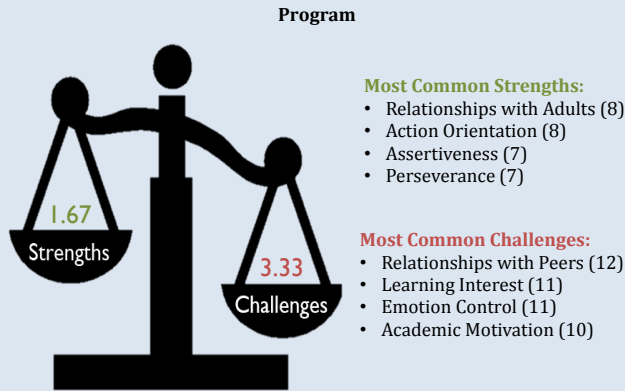 Program
1.67
Strengths
3.33
Challenges
Most Common Strengths:
• Relationships with Adults (8)
• Action Orientation (8)
• Assertiveness (7)
• Perseverance (7)
Most Common Challenges:
• Relationships with Peers (12)
• Learning Interest (11)
• Emotion Control (11)
• Academic Motivation (10)